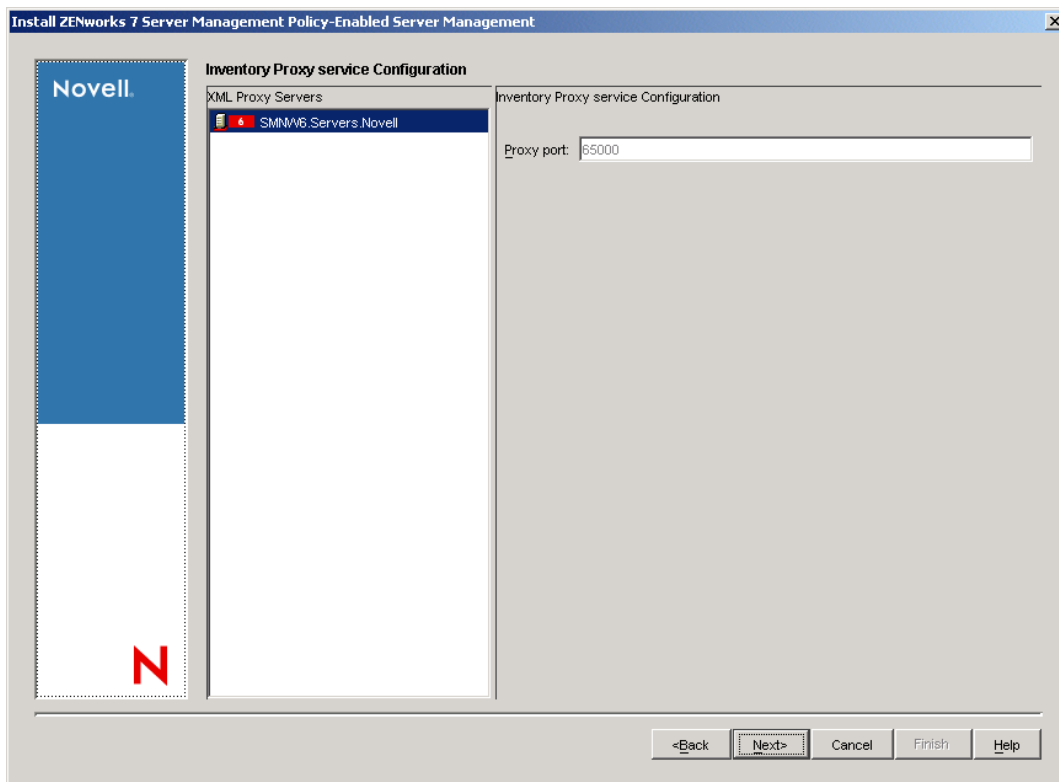 Install ZENworks 7 Server Management Policy-Enabled Server Management
Novell.
Inventory Proxy service Configuration
XML Proxy Servers
6 SMNW6.Servers.Novell
Inventory Proxy service Configuration
Proxy port: 65000
N
<Back Next> Cancel Finish Help